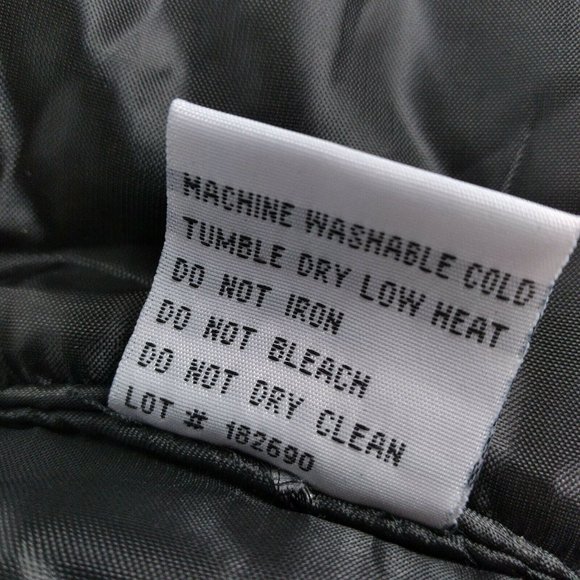 MACHINE WASHABLE COLD
TUMBLE DRY LOW HEAT
DO NOT IRON
DO NOT BLEACH
DO NOT DRY CLEAN
LOT # 182690